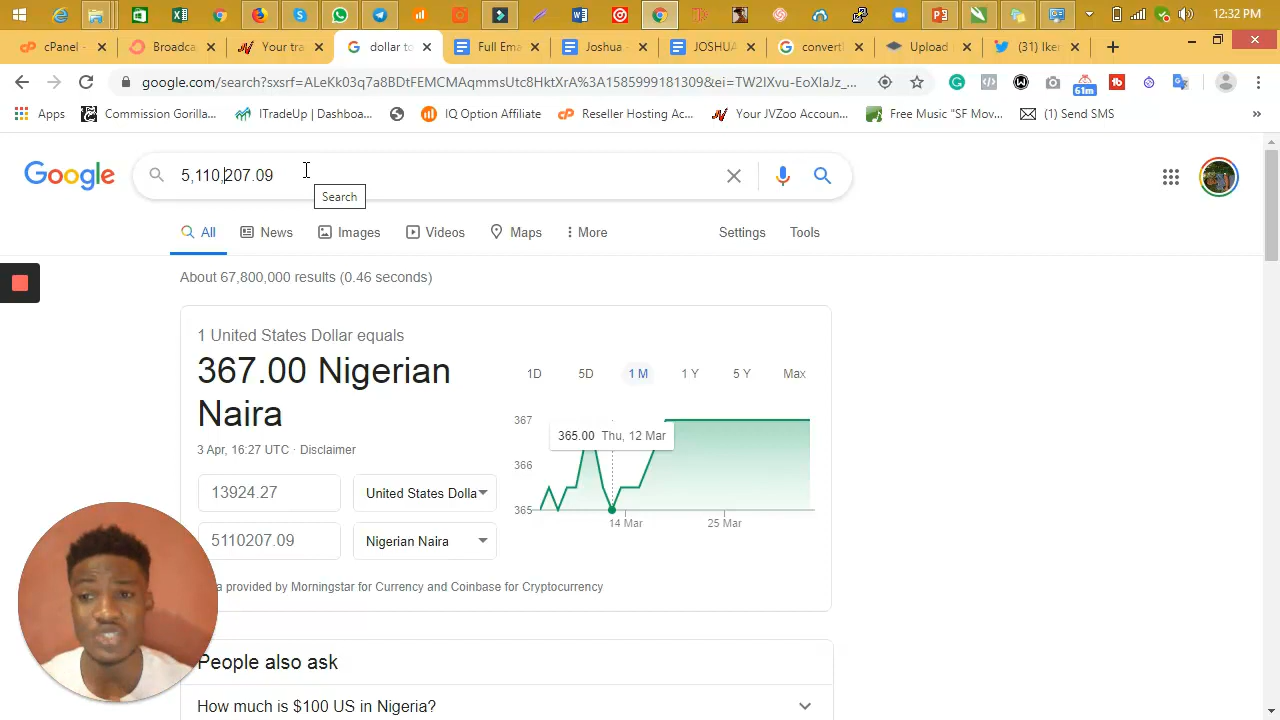 12:32 PM
cPanel -
Broadca
Your tra
dollar to
Full Ema
Joshua -
JOSHUA
convert
Upload
(31) Iker
google.com/search?sxsrf=ALeKk03q7a8BDtFEMCMAqmmsUtc8HktXrA%3A1585999181309&ei=TW2IXvu-EoXIaJz_...
61m
Apps
Commission Gorilla...
ITradeUp | Dashboa...
IQ Option Affiliate
Reseller Hosting Ac...
Your JVZoo Account...
Free Music "SF Mov...
(1) Send SMS
»
Google
5,110,207.09
Search
All
News
Images
Videos
Maps
More
Settings
Tools
About 67,800,000 results (0.46 seconds)
1 United States Dollar equals
367.00 Nigerian
Naira
3 Apr, 16:27 UTC · Disclaimer
13924.27
United States Dolla
5110207.09
Nigerian Naira
1D
5D
1 M
1 Y
5 Y
Max
367
366
365
365.00 Thu, 12 Mar
14 Mar
25 Mar
a provided by Morningstar for Currency and Coinbase for Cryptocurrency
People also ask
How much is $100 US in Nigeria?